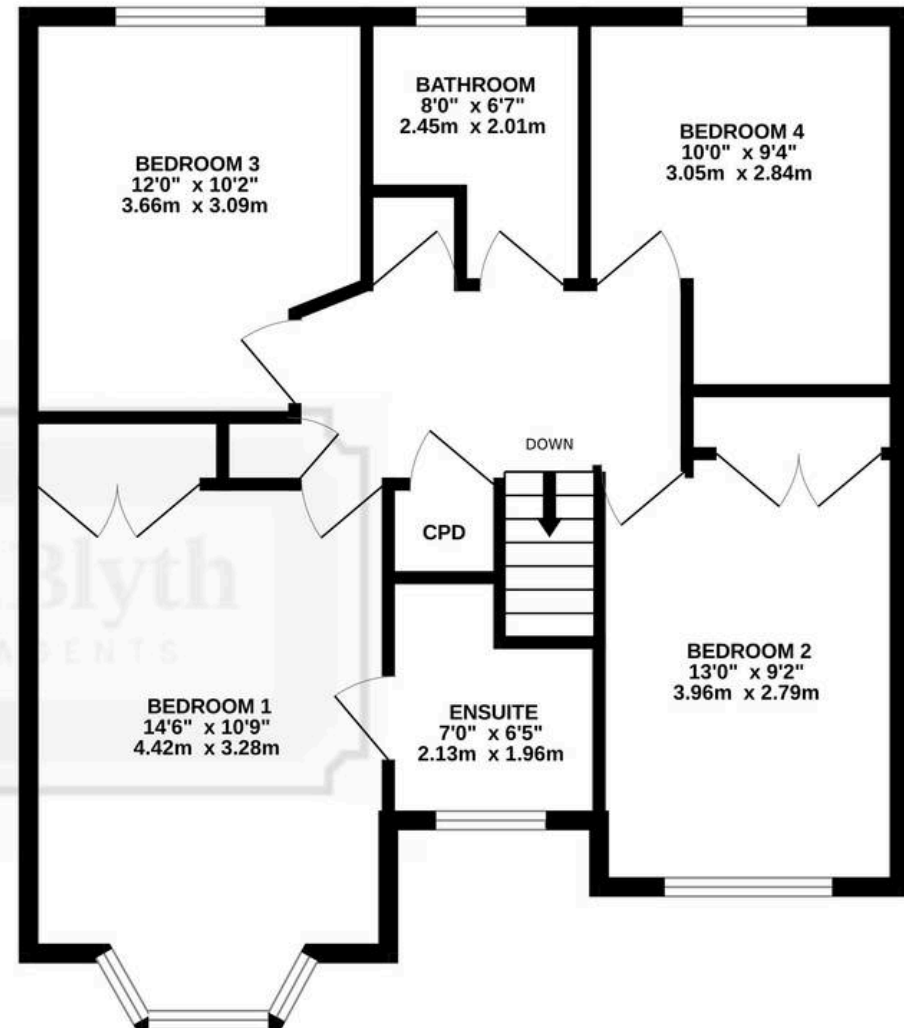 BATHROOM
8'0" x 6'7"
2.45m x 2.01m
BEDROOM 4
10'0" x 9'4"
3.05m x 2.84m
BEDROOM 3
12'0" x 10'2"
3.66m x 3.09m
DOWN
CPD
Blyth
AGENTS
BEDROOM 2
13'0" x 9'2"
3.96m x 2.79m
BEDROOM 1
14'6" x 10'9"
4.42m x 3.28m
ENSUITE
7'0" x 6'5"
2.13m x 1.96m